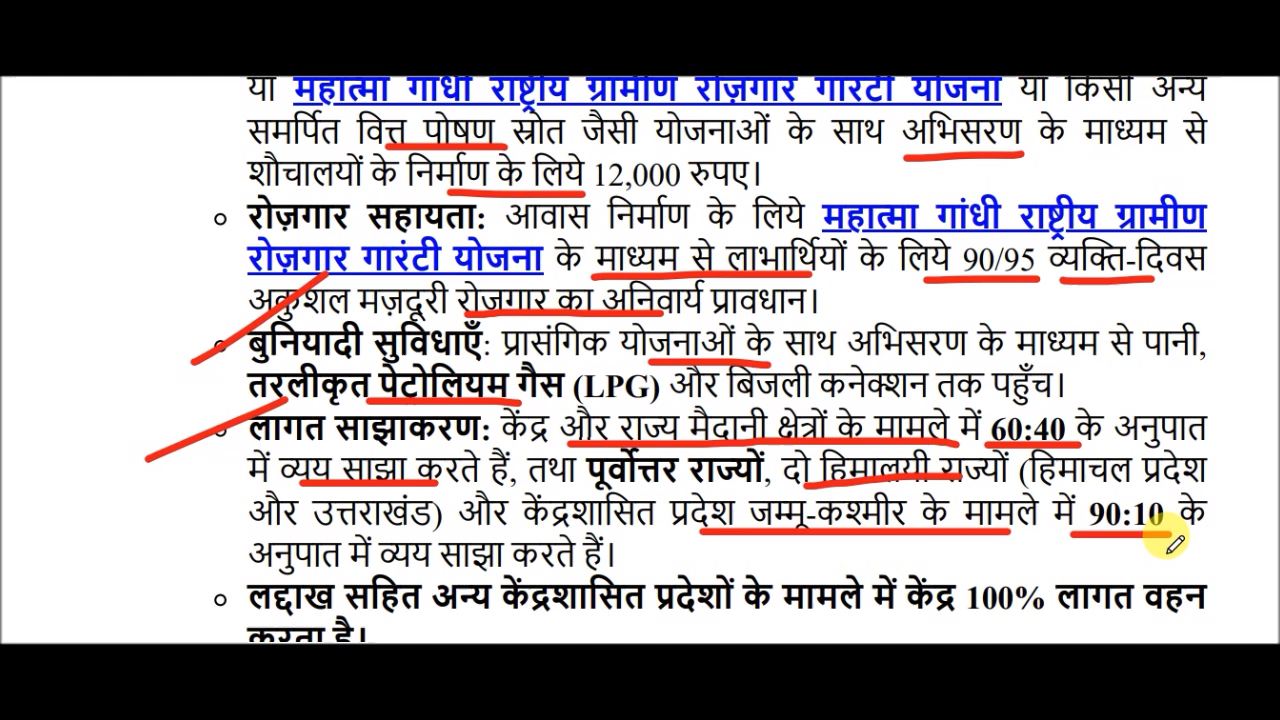 या महात्मा गांधी राष्ट्रीय ग्रामीण रोज़गार गारंटी योजना या किसी अन्य
समर्पित वित्त पोषण स्रोत जैसी योजनाओं के साथ अभिसरण के माध्यम से
शौचालयों के निर्माण के लिये 12,000 रुपए।
○ रोज़गार सहायता: आवास निर्माण के लिये महात्मा गांधी राष्ट्रीय ग्रामीण
रोज़गार गारंटी योजना के माध्यम से लाभार्थियों के लिये 90/95 व्यक्ति-दिवस
अकुशल मज़दूरी रोज़गार का अनिवार्य प्रावधान।
○ बुनियादी सुविधाएँ: प्रासंगिक योजनाओं के साथ अभिसरण के माध्यम से पानी,
तरलीकृत पेटोलियम गैस (LPG) और बिजली कनेक्शन तक पहुँच।
○ लागत साझाकरण: केंद्र और राज्य मैदानी क्षेत्रों के मामले में 60:40 के अनुपात
में व्यय साझा करते हैं, तथा पूर्वोत्तर राज्यों, दो हिमालयी राज्यों (हिमाचल प्रदेश
और उत्तराखंड) और केंद्रशासित प्रदेश जम्मू-कश्मीर के मामले में 90:10 के
अनुपात में व्यय साझा करते हैं।
○ लद्दाख सहित अन्य केंद्रशासित प्रदेशों के मामले में केंद्र 100% लागत वहन
करता है।